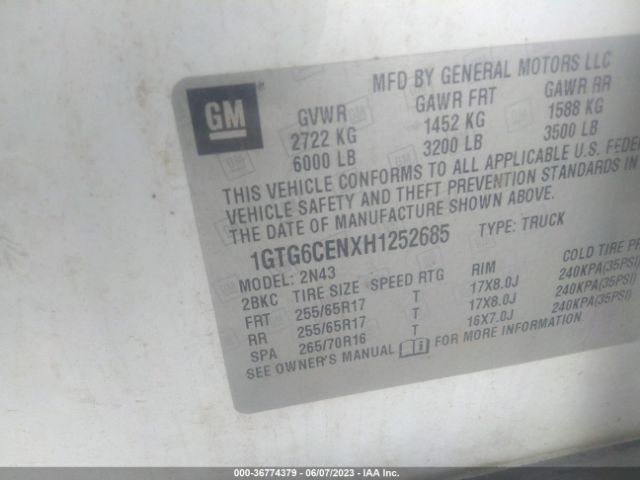 GM
MFD BY GENERAL MOTORS LLC
GVWR GAWR FRT GAWR RR
2722 KG 1452 KG 1588 KG
6000 LB 3200 LB 3500 LB
THIS VEHICLE CONFORMS TO ALL APPLICABLE U.S. FEDER
VEHICLE SAFETY AND THEFT PREVENTION STANDARDS IN
THE DATE OF MANUFACTURE SHOWN ABOVE.
1GTG6CENXH1252685 TYPE: TRUCK
MODEL: 2N43
2BKC TIRE SIZE SPEED RTG RIM COLD TIRE PR
FRT 255/65R17 T 17X8.0J 240KPA(35PSI)
RR 255/65R17 T 17X8.0J 240KPA(35PSI)
SPA 265/70R16 T 16X7.0J 240KPA(35PSI)
SEE OWNER'S MANUAL FOR MORE INFORMATION
000-36774379 - 06/07/2023 - IAA Inc.